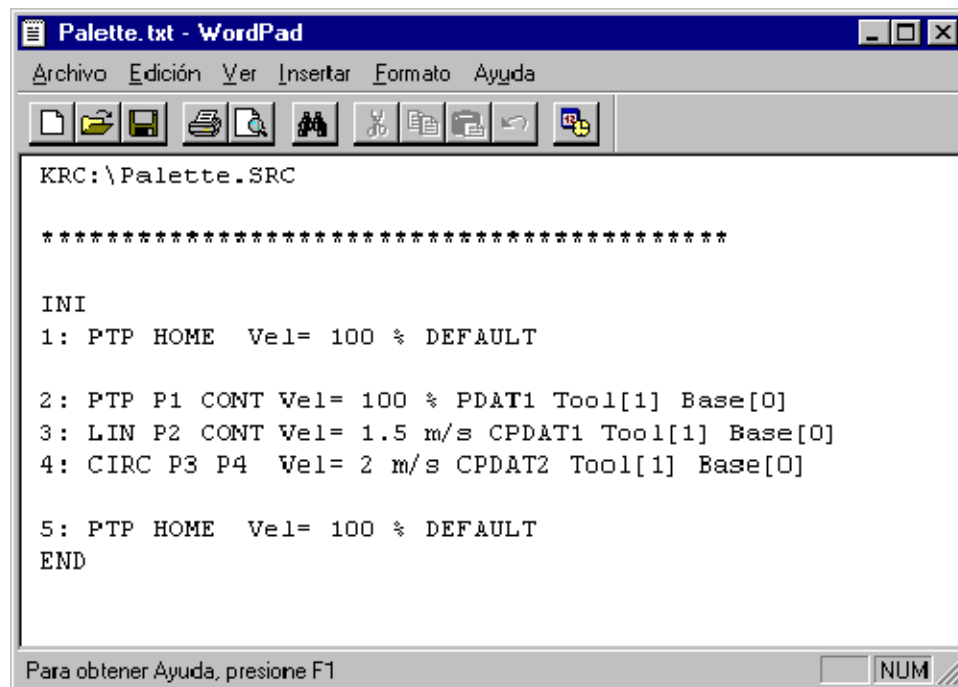 Palette.txt - WordPad
Archivo Edición Ver Insertar Formato Ayuda
KRC:\Palette.SRC
*******************************************
INI
1: PTP HOME  Vel= 100 % DEFAULT
2: PTP P1 CONT Vel= 100 % PDAT1 Tool[1] Base[0]
3: LIN P2 CONT Vel= 1.5 m/s CPDAT1 Tool[1] Base[0]
4: CIRC P3 P4  Vel= 2 m/s CPDAT2 Tool[1] Base[0]
5: PTP HOME  Vel= 100 % DEFAULT
END
Para obtener Ayuda, presione F1
NUM